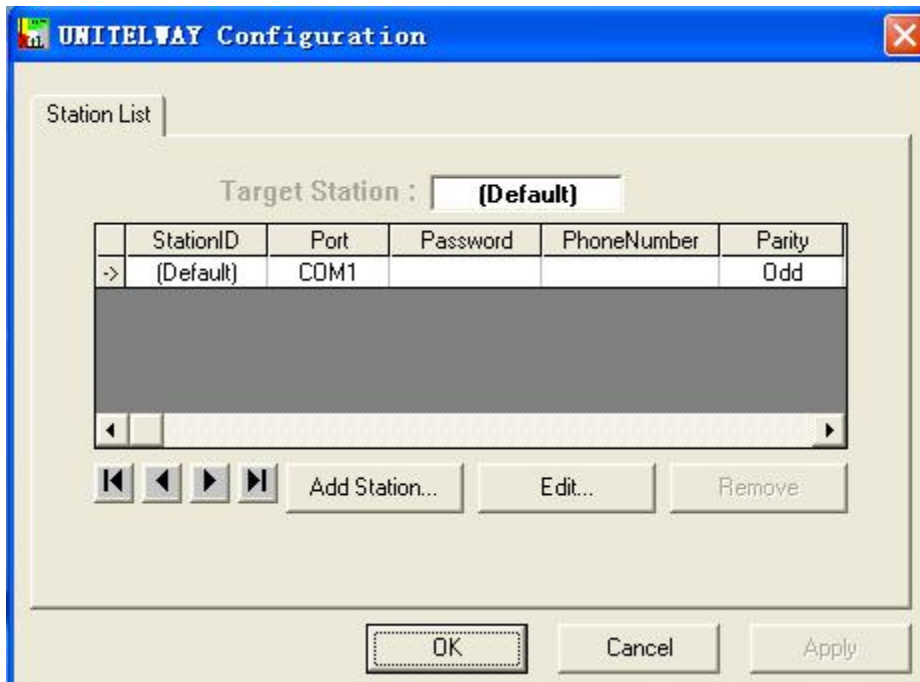 UNITELWAY Configuration
Station List
Target Station : (Default)
StationID Port Password PhoneNumber Parity
-> (Default) COM1 Odd
Add Station... Edit... Remove
OK Cancel Apply